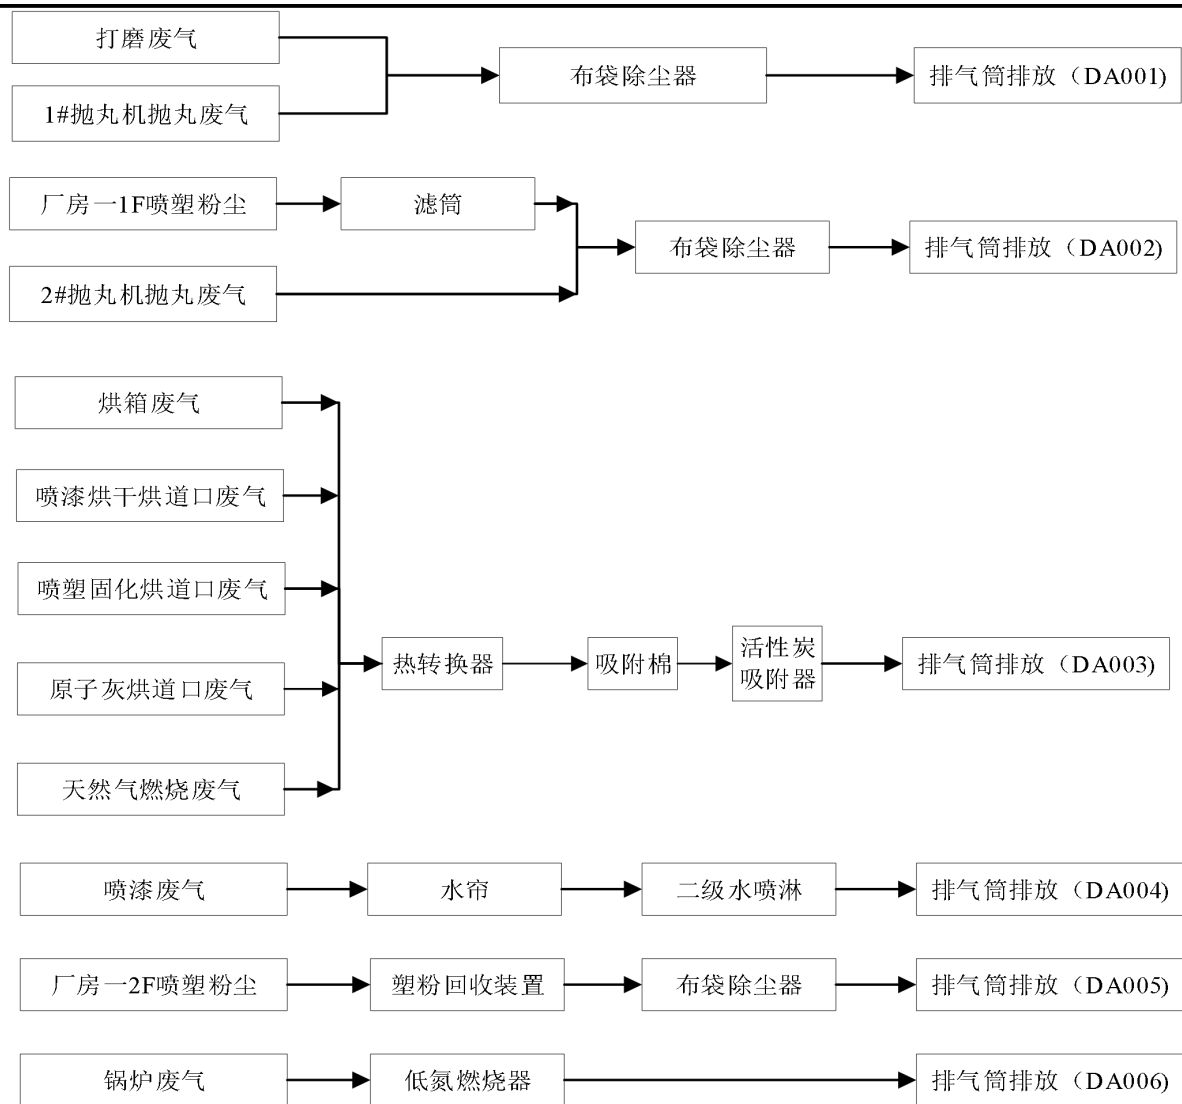 打磨废气
1#抛丸机抛丸废气
布袋除尘器
排气筒排放（DA001)
厂房一1F喷塑粉尘
滤筒
2#抛丸机抛丸废气
布袋除尘器
排气筒排放（DA002)
烘箱废气
喷漆烘干烘道口废气
喷塑固化烘道口废气
原子灰烘道口废气
天然气燃烧废气
热转换器
吸附棉
活性炭
吸附器
排气筒排放（DA003)
喷漆废气
水帘
二级水喷淋
排气筒排放（DA004)
厂房一2F喷塑粉尘
塑粉回收装置
布袋除尘器
排气筒排放（DA005)
锅炉废气
低氮燃烧器
排气筒排放（DA006)